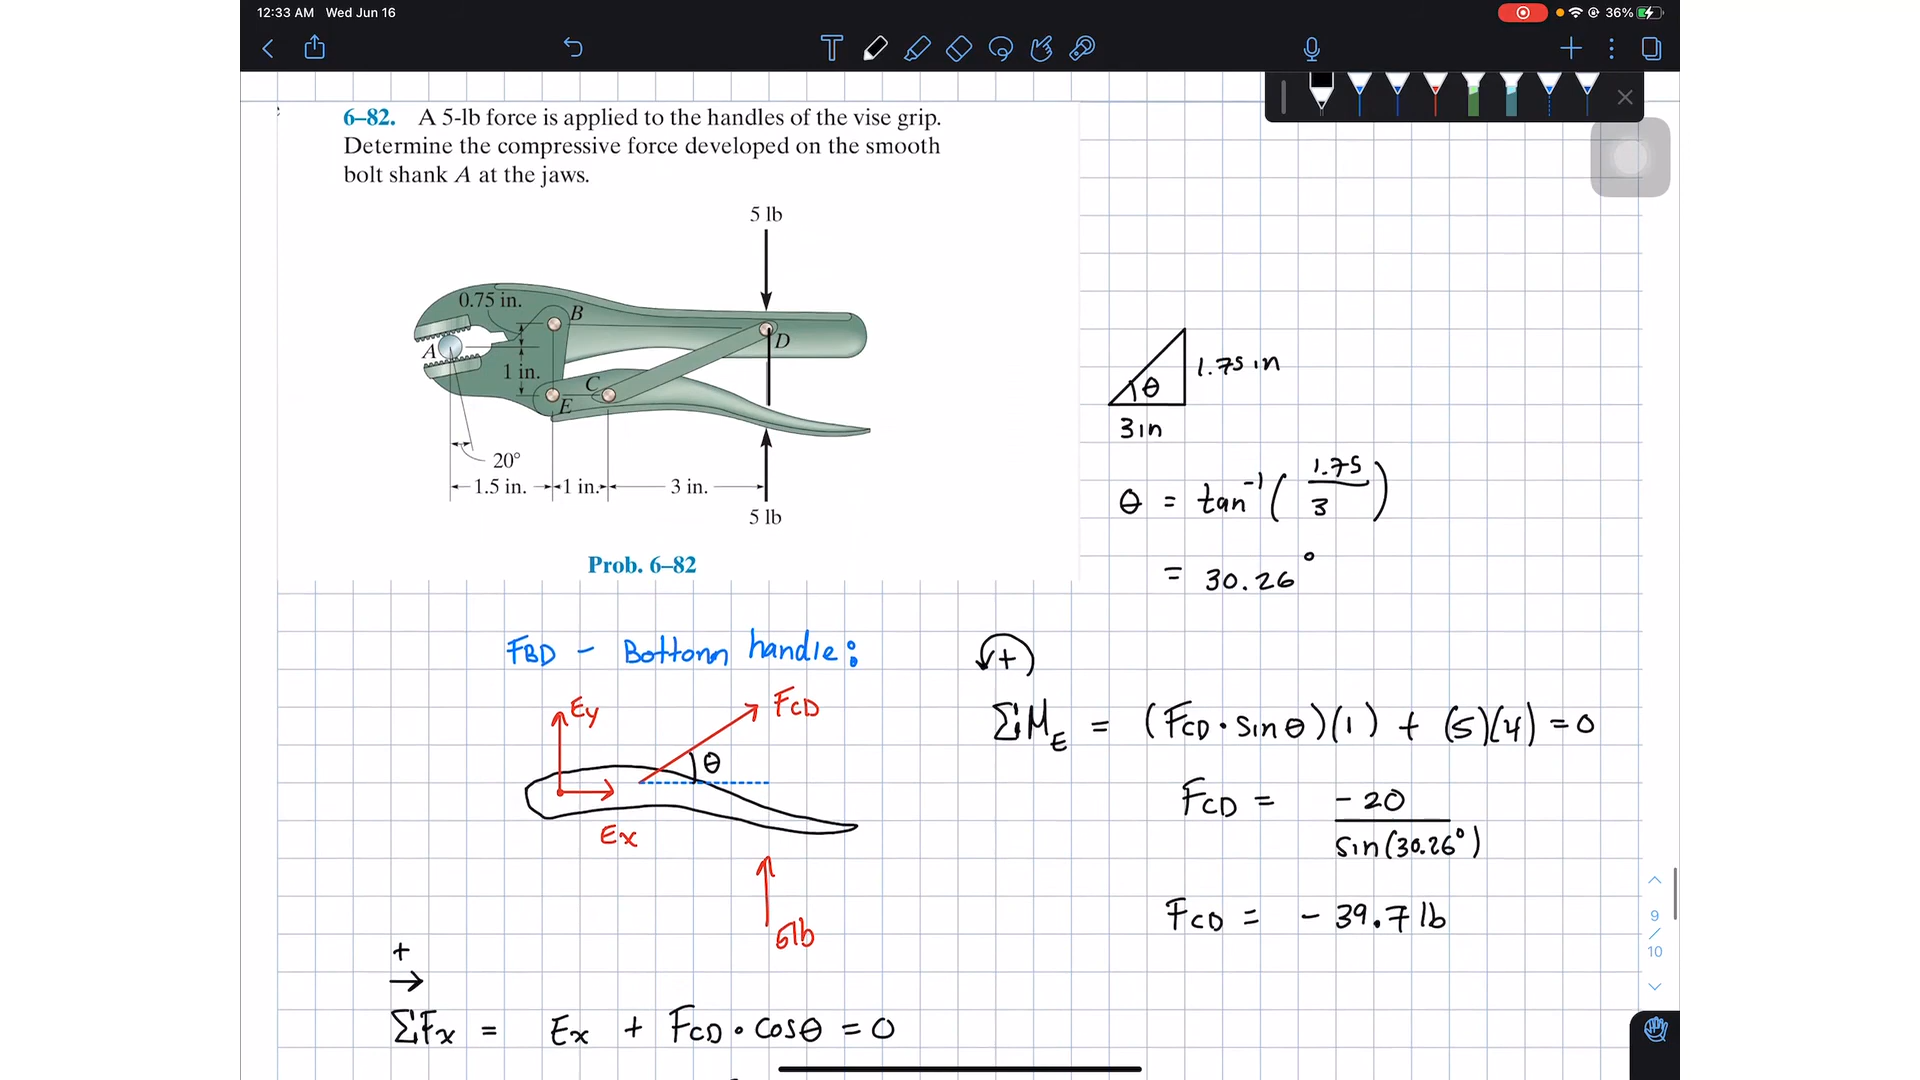 12:33 AM Wed Jun 16
36%
6–82. A 5-lb force is applied to the handles of the vise grip.
Determine the compressive force developed on the smooth
bolt shank A at the jaws.
5 lb
0.75 in.
B
A
D
1 in.
C
E
20°
1.5 in.
1 in.
3 in.
5 lb
Prob. 6–82
θ
1.75 in
3 in
θ = tan⁻¹(1.75/3)
= 30.26°
FBD - Bottom handle:
Ey
FCD
θ
Ex
5lb
+
ΣM_E = (FCD · sin θ)(1) + (5)(4) = 0
FCD = -20 / sin(30.26°)
FCD = - 39.7 lb
+
→
ΣFx = Ex + FCD · cosθ = 0
9
/
10